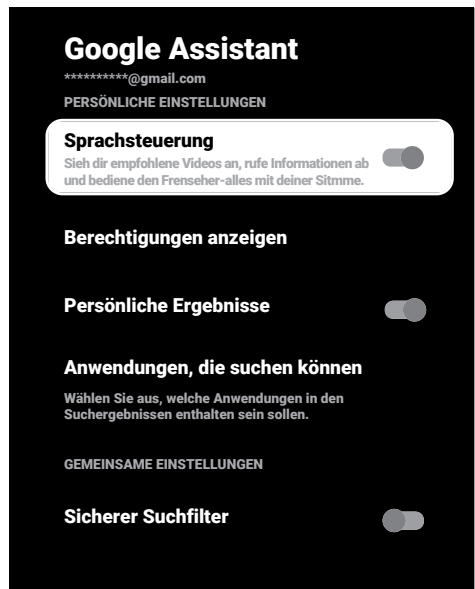 Google Assistant
**********@gmail.com
PERSÖNLICHE EINSTELLUNGEN
Sprachsteuerung
Sieh dir empfohlene Videos an, rufe Informationen ab
und bediene den Frenseher-alles mit deiner Sitmme.
Berechtigungen anzeigen
Persönliche Ergebnisse
Anwendungen, die suchen können
Wählen Sie aus, welche Anwendungen in den
Suchergebnissen enthalten sein sollen.
GEMEINSAME EINSTELLUNGEN
Sicherer Suchfilter